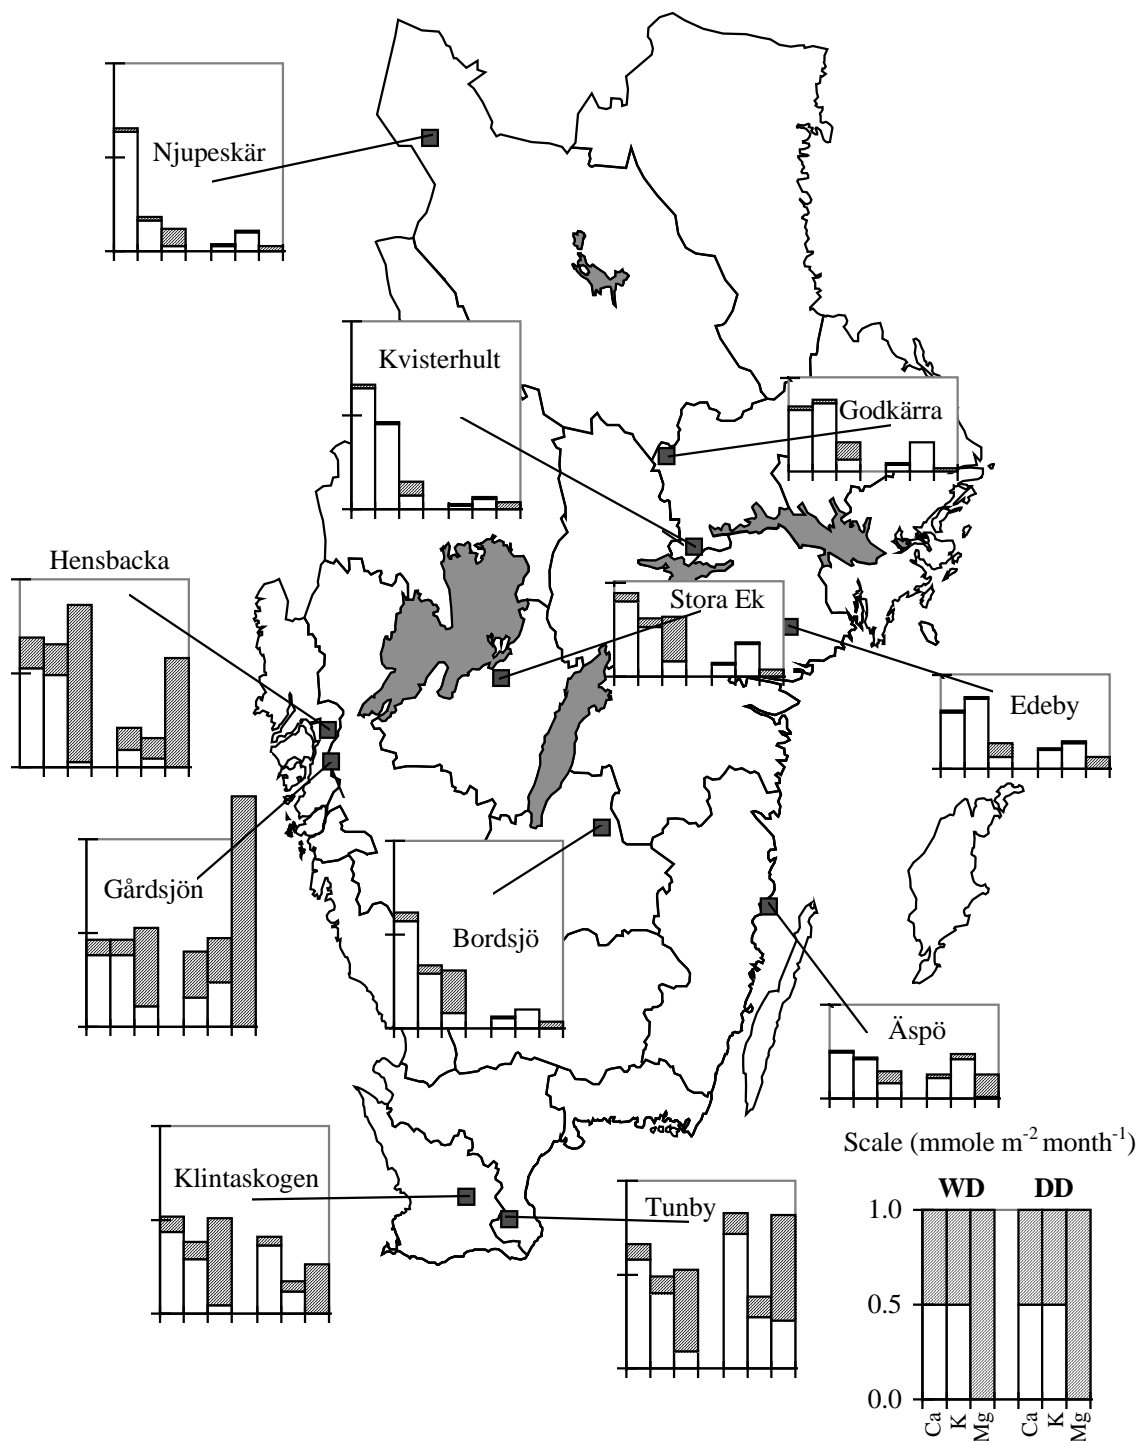 Njupeskär
Kvisterhult
Godkärra
Hensbacka
Stora Ek
Edeby
Gårdsjön
Bordsjö
Äspö
Klintaskogen
Tunby
Scale (mmole m⁻² month⁻¹)
WD DD
1.0
0.5
0.0
Ca K Mg Ca K Mg